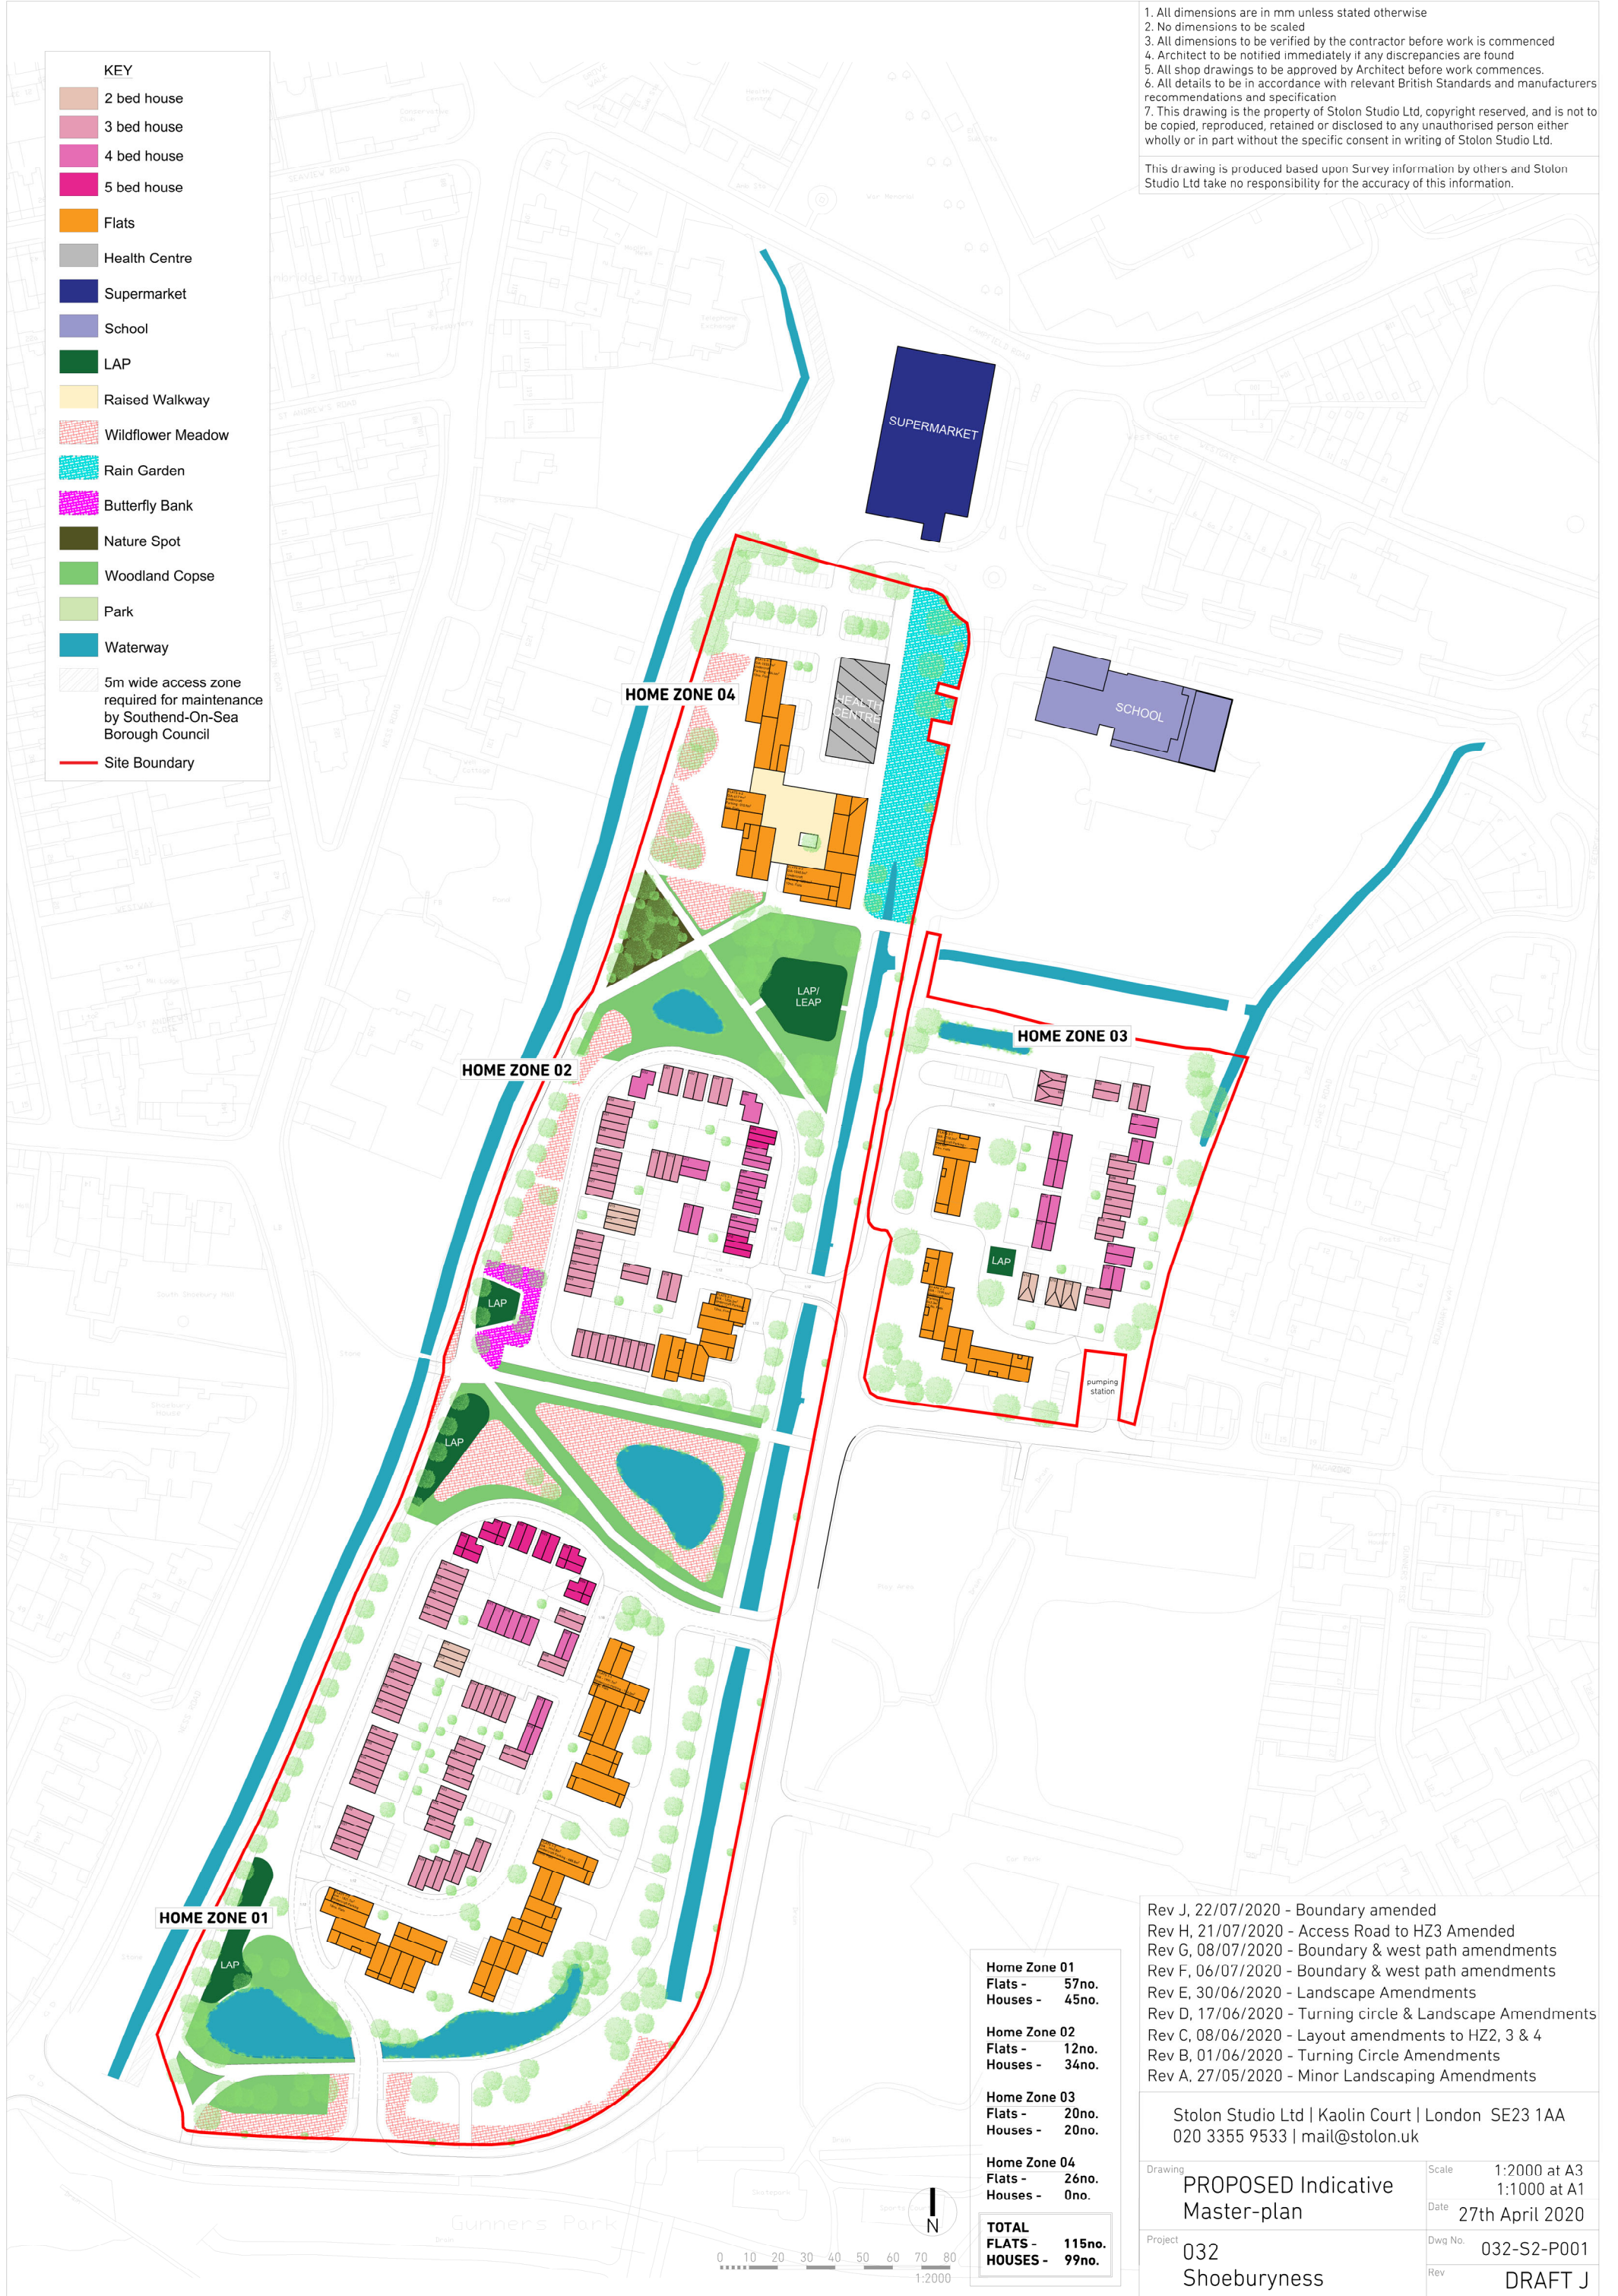 1. All dimensions are in mm unless stated otherwise
2. No dimensions to be scaled
3. All dimensions to be verified by the contractor before work is commenced
4. Architect to be notified immediately if any discrepancies are found
5. All shop drawings to be approved by Architect before work commences.
6. All details to be in accordance with relevant British Standards and manufacturers
recommendations and specification
7. This drawing is the property of Stolon Studio Ltd, copyright reserved, and is not to
be copied, reproduced, retained or disclosed to any unauthorised person either
wholly or in part without the specific consent in writing of Stolon Studio Ltd.
This drawing is produced based upon Survey information by others and Stolon
Studio Ltd take no responsibility for the accuracy of this information.
KEY
2 bed house
3 bed house
4 bed house
5 bed house
Flats
Health Centre
Supermarket
School
LAP
Raised Walkway
Wildflower Meadow
Rain Garden
Butterfly Bank
Nature Spot
Woodland Copse
Park
Waterway
5m wide access zone
required for maintenance
by Southend-On-Sea
Borough Council
Site Boundary
SUPERMARKET
HOME ZONE 04
HEALTH
CENTRE
SCHOOL
LAP/
LEAP
HOME ZONE 03
HOME ZONE 02
LAP
LAP
pumping
station
LAP
HOME ZONE 01
LAP
Gunners Park
Home Zone 01
Flats - 57no.
Houses - 45no.
Home Zone 02
Flats - 12no.
Houses - 34no.
Home Zone 03
Flats - 20no.
Houses - 20no.
Home Zone 04
Flats - 26no.
Houses - 0no.
TOTAL
FLATS - 115no.
HOUSES - 99no.
N
0 10 20 30 40 50 60 70 80
1:2000
Rev J, 22/07/2020 - Boundary amended
Rev H, 21/07/2020 - Access Road to HZ3 Amended
Rev G, 08/07/2020 - Boundary & west path amendments
Rev F, 06/07/2020 - Boundary & west path amendments
Rev E, 30/06/2020 - Landscape Amendments
Rev D, 17/06/2020 - Turning circle & Landscape Amendments
Rev C, 08/06/2020 - Layout amendments to HZ2, 3 & 4
Rev B, 01/06/2020 - Turning Circle Amendments
Rev A, 27/05/2020 - Minor Landscaping Amendments
Stolon Studio Ltd | Kaolin Court | London SE23 1AA
020 3355 9533 | mail@stolon.uk
Drawing
PROPOSED Indicative
Master-plan
Scale
1:2000 at A3
1:1000 at A1
Date
27th April 2020
Project
032
Shoeburyness
Dwg No.
032-S2-P001
Rev
DRAFT J